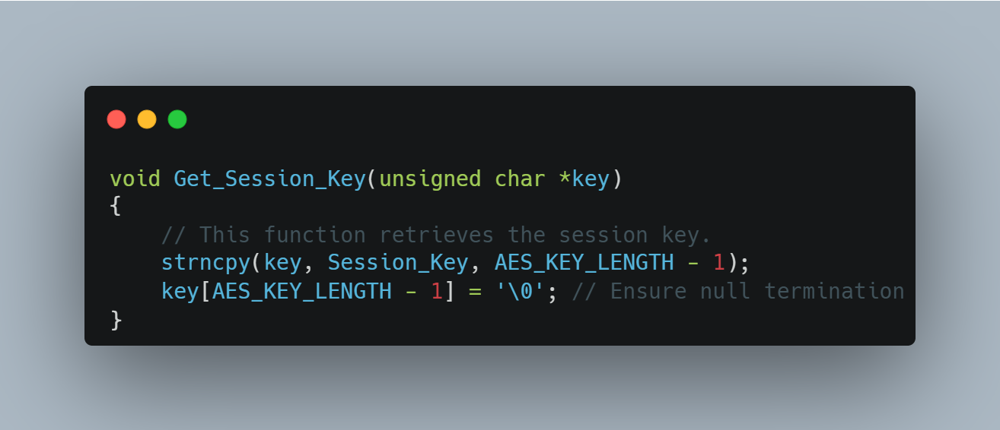 void Get_Session_Key(unsigned char *key)
{
    // This function retrieves the session key.
    strncpy(key, Session_Key, AES_KEY_LENGTH - 1);
    key[AES_KEY_LENGTH - 1] = '\0'; // Ensure null termination
}